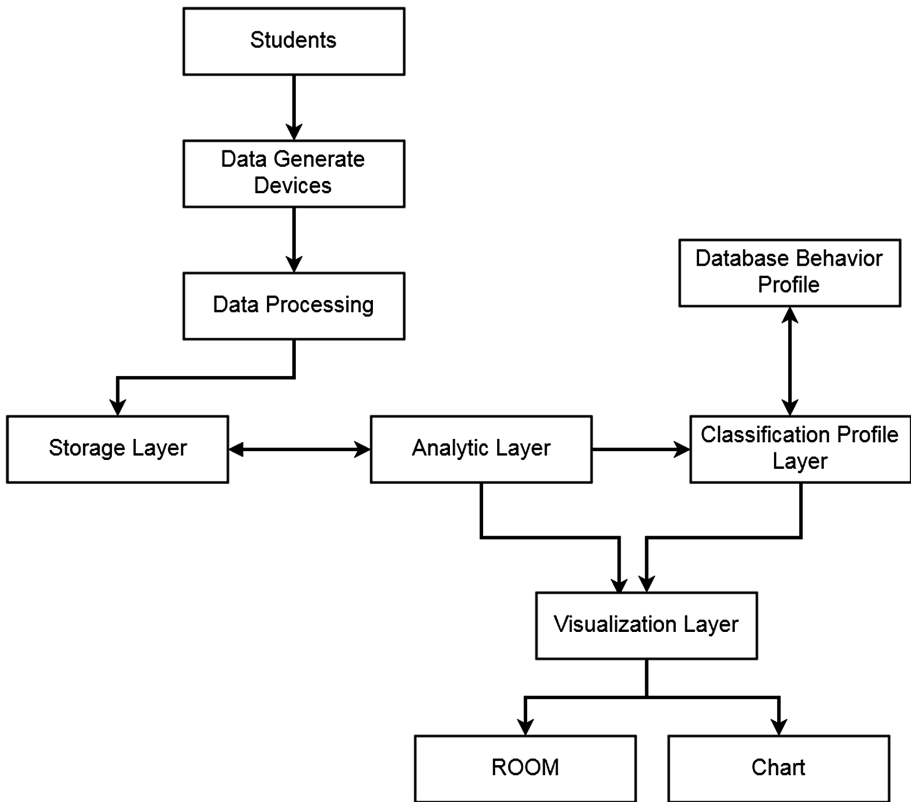 Students
Data Generate
Devices
Database Behavior
Profile
Data Processing
Storage Layer
Analytic Layer
Classification Profile
Layer
Visualization Layer
ROOM
Chart